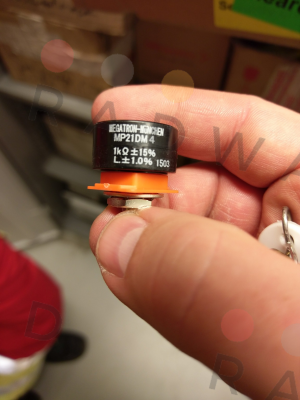 MEGATRON-MÜNCHEN
MP21DM 4
1kΩ±15%
L.±1.0% 1503